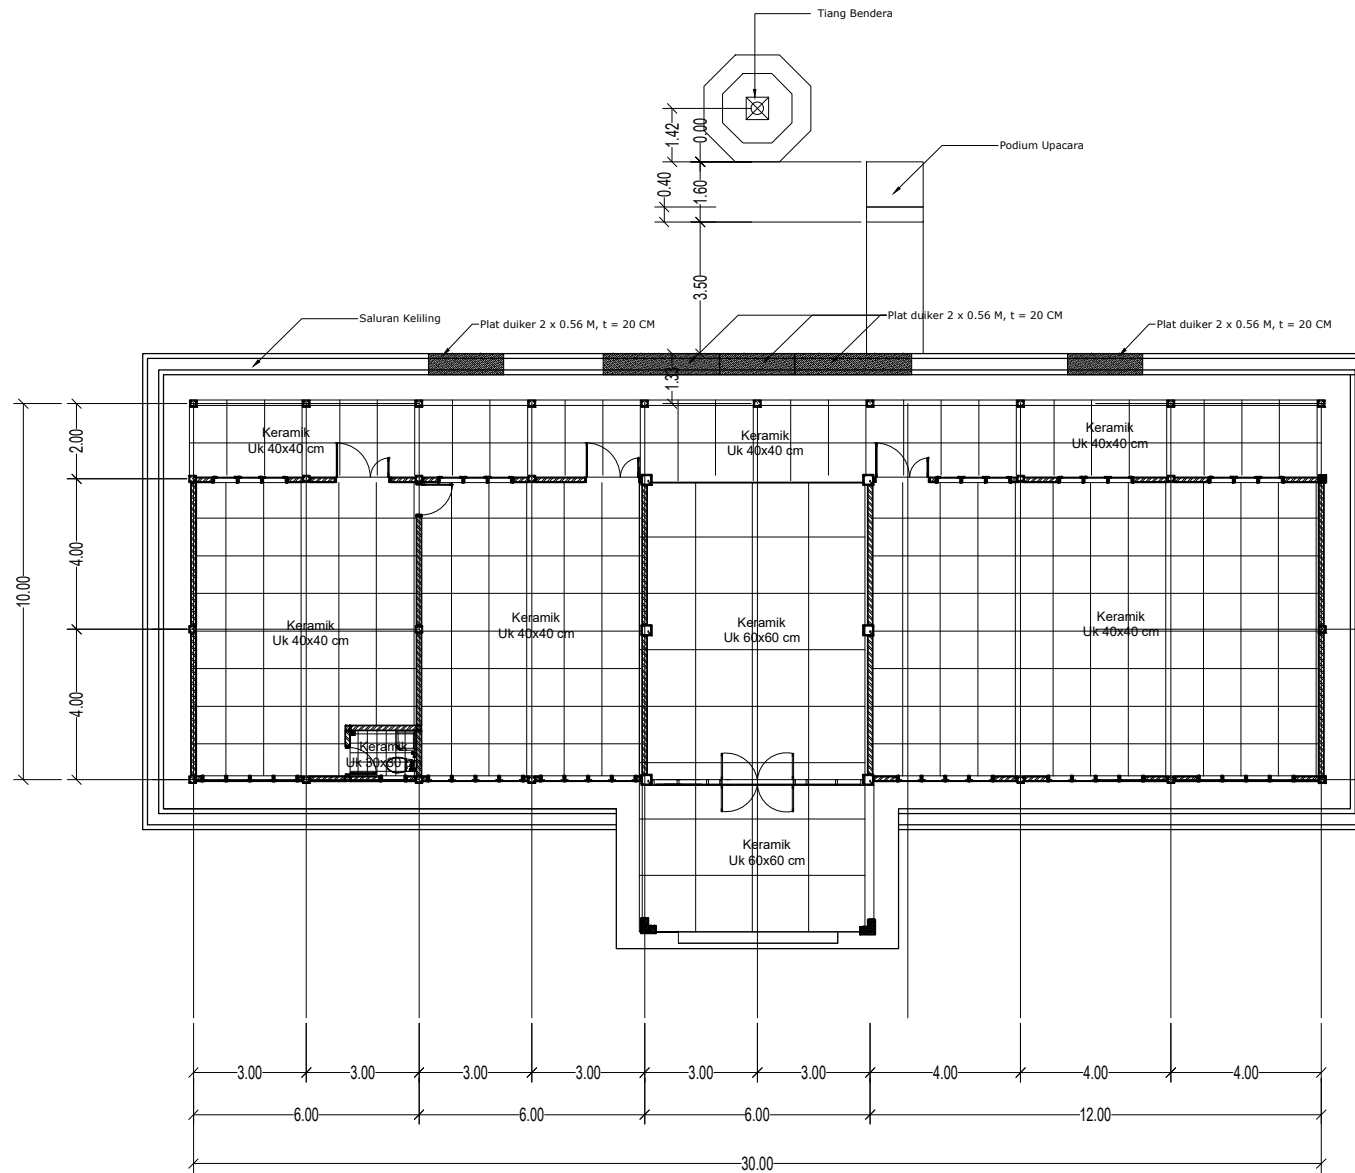 Tiang Bendera
1.42
0.00
Podium Upacara
0.40
1.60
3.50
Saluran Keliling
Plat duiker 2 x 0.56 M, t = 20 CM
Plat duiker 2 x 0.56 M, t = 20 CM
Plat duiker 2 x 0.56 M, t = 20 CM
1.33
2.00
Keramik
Uk 40x40 cm
Keramik
Uk 40x40 cm
Keramik
Uk 40x40 cm
4.00
10.00
Keramik
Uk 40x40 cm
Keramik
Uk 40x40 cm
Keramik
Uk 60x60 cm
Keramik
Uk 40x40 cm
4.00
Keramik
Uk 30x30 cm
Keramik
Uk 60x60 cm
3.00
3.00
3.00
3.00
3.00
3.00
4.00
4.00
4.00
6.00
6.00
6.00
12.00
30.00